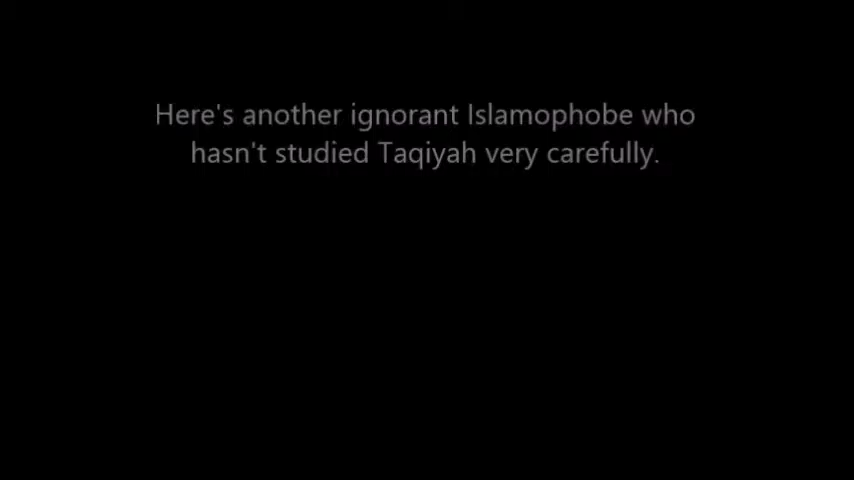 Here's another ignorant Islamophobe who
hasn't studied Taqiyah very carefully.